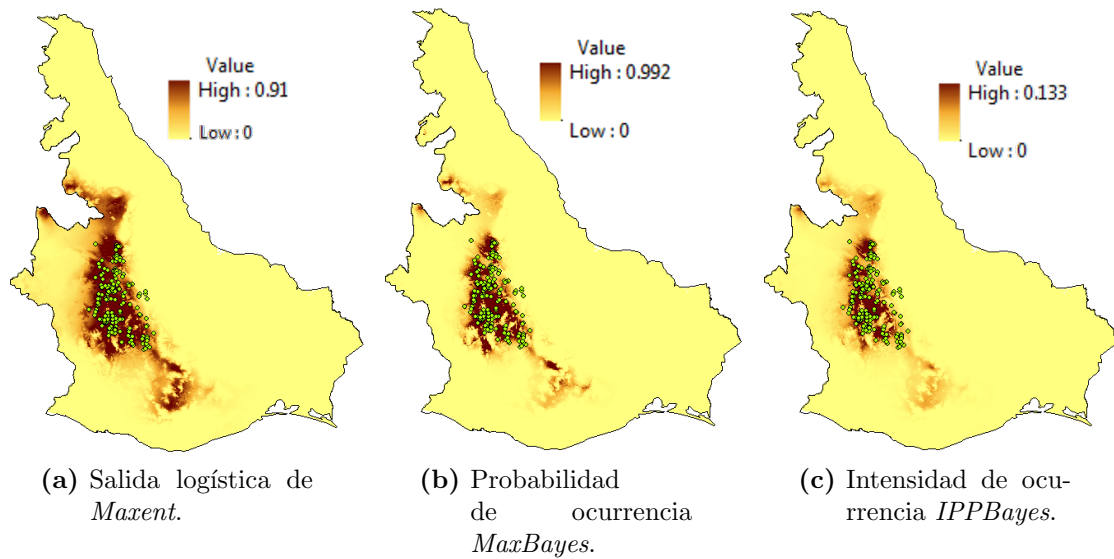 Value
High : 0.91
Low : 0
Value
High : 0.992
Low : 0
Value
High : 0.133
Low : 0
(a) Salida logística de
Maxent.
(b) Probabilidad
de ocurrencia
MaxBayes.
(c) Intensidad de ocu-
rrencia IPPBayes.